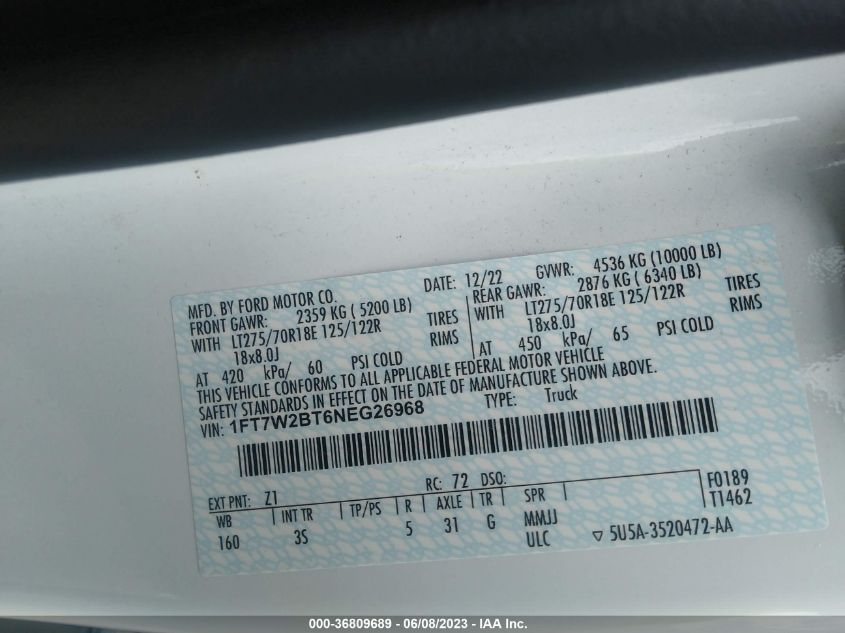 MFD. BY FORD MOTOR CO. DATE: 12/22 GVWR: 4536 KG (10000 LB)
FRONT GAWR: 2359 KG ( 5200 LB) REAR GAWR: 2876 KG ( 6340 LB)
WITH LT275/70R18E 125/122R TIRES WITH LT275/70R18E 125/122R TIRES
18x8.0J RIMS 18x8.0J RIMS
AT 420 kPa/ 60 PSI COLD AT 450 kPa/ 65 PSI COLD
THIS VEHICLE CONFORMS TO ALL APPLICABLE FEDERAL MOTOR VEHICLE
SAFETY STANDARDS IN EFFECT ON THE DATE OF MANUFACTURE SHOWN ABOVE.
VIN: 1FT7W2BT6NEG26968 TYPE: Truck
EXT PNT: Z1 RC: 72 DSO: F0189
WB INT TR TP/PS R AXLE TR SPR T1462
160 3S 5 31 G MMJJ
ULC 5U5A-3520472-AA
000-36809689 - 06/08/2023 - IAA Inc.